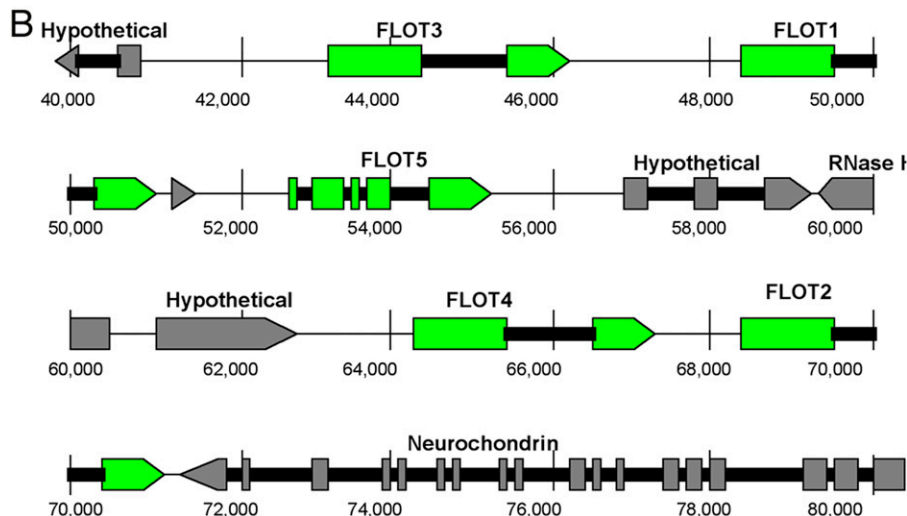 B
Hypothetical FLOT3 FLOT1
40,000 42,000 44,000 46,000 48,000 50,000
FLOT5 Hypothetical RNase
50,000 52,000 54,000 56,000 58,000 60,000
Hypothetical FLOT4 FLOT2
60,000 62,000 64,000 66,000 68,000 70,000
Neurochondrin
70,000 72,000 74,000 76,000 78,000 80,000